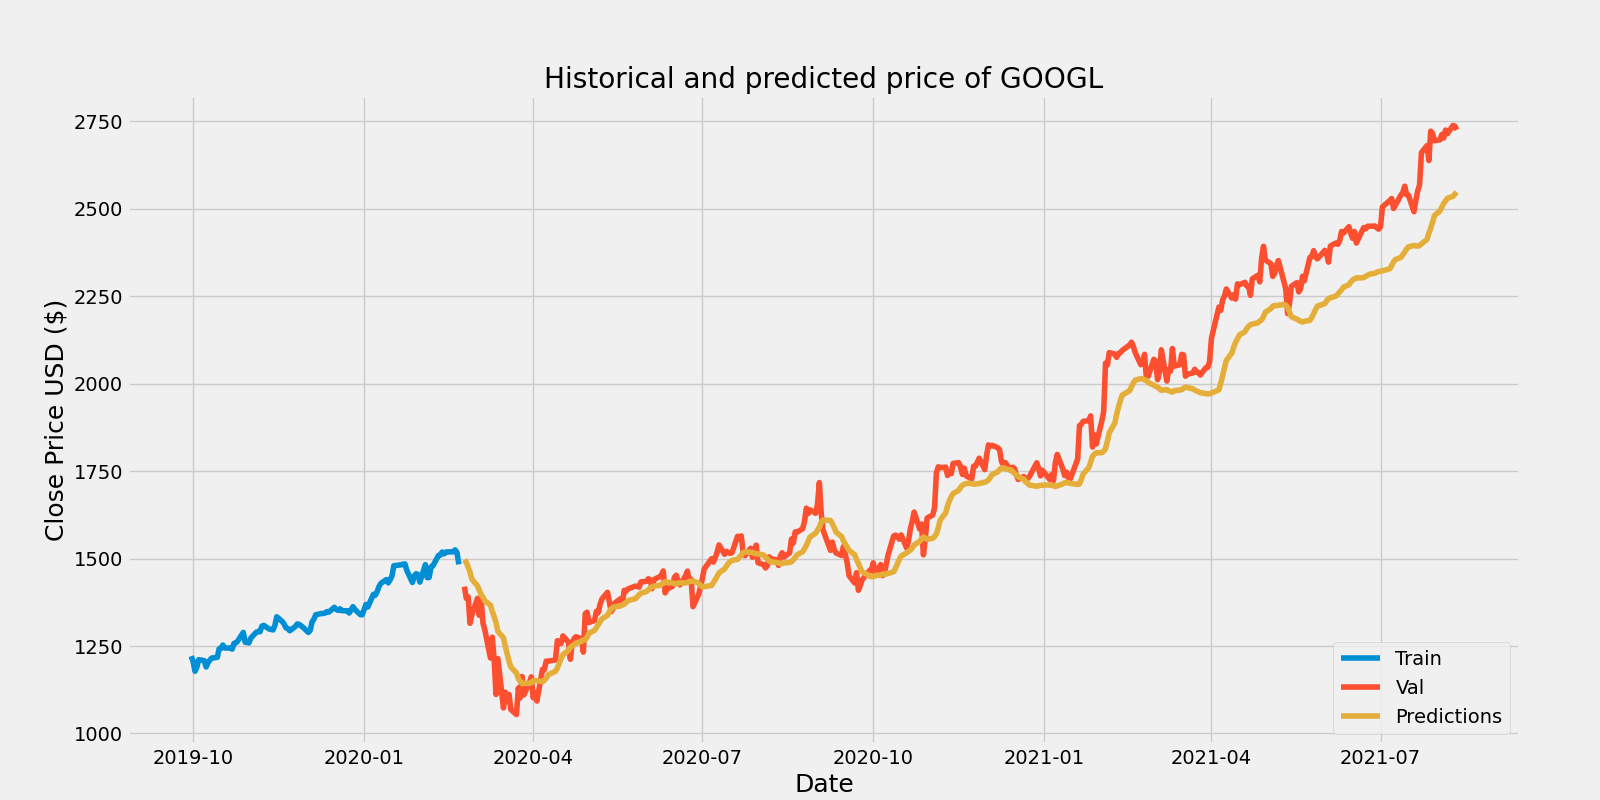 Historical and predicted price of GOOGL
Close Price USD ($)
2750
2500
2250
2000
1750
1500
1250
1000
Train
Val
Predictions
2019-10 2020-01 2020-04 2020-07 2020-10 2021-01 2021-04 2021-07
Date